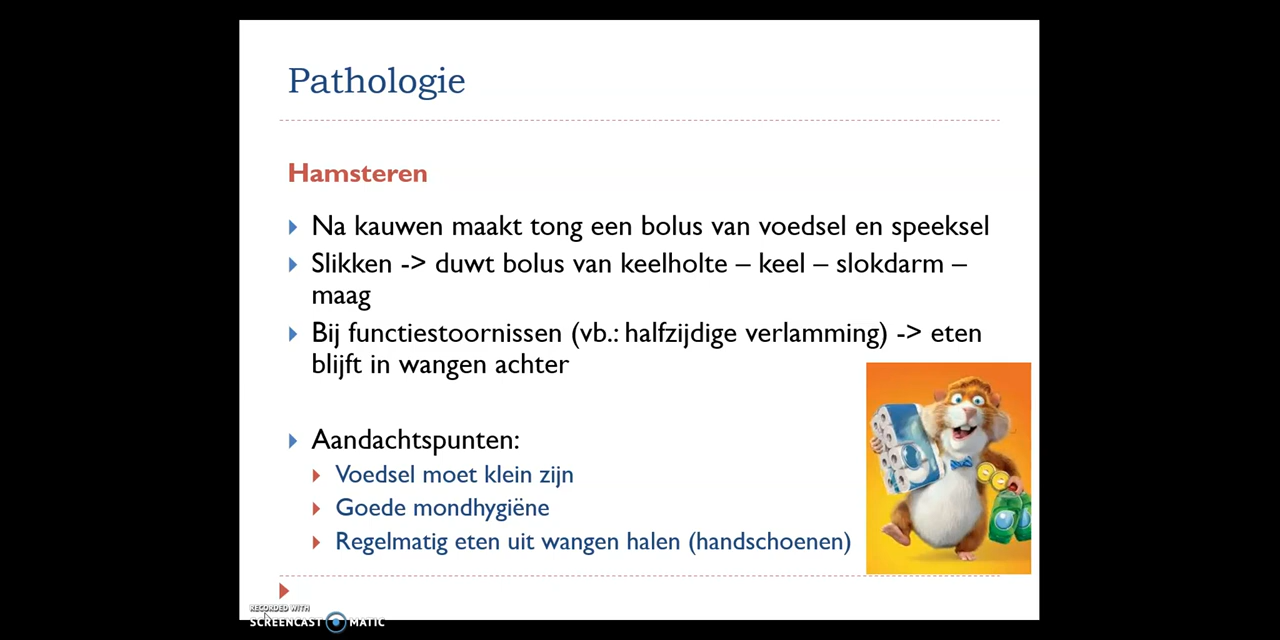 Pathologie
Hamsteren
Na kauwen maakt tong een bolus van voedsel en speeksel
Slikken -> duwt bolus van keelholte – keel – slokdarm –
maag
Bij functiestoornissen (vb.: halfzijdige verlamming) -> eten
blijft in wangen achter
Aandachtspunten:
Voedsel moet klein zijn
Goede mondhygiëne
Regelmatig eten uit wangen halen (handschoenen)
RECORDED WITH
SCREENCAST MATIC